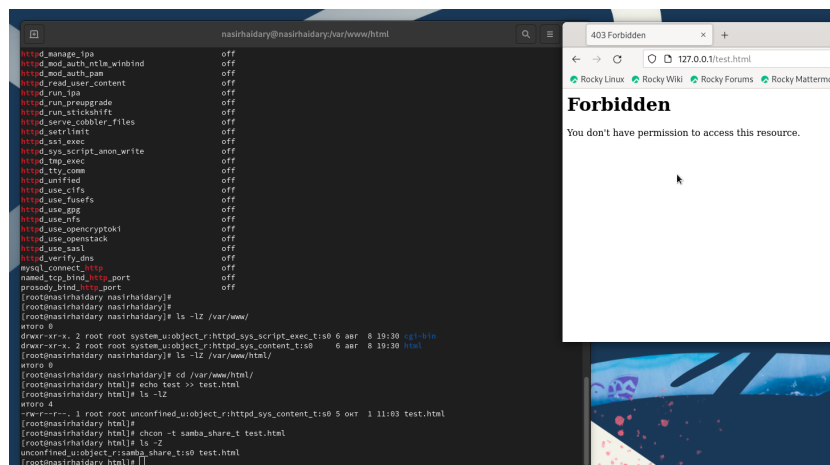 nasirhaidary@nasirhaidary:/var/www/html
httpd_manage_ipa off
httpd_mod_auth_ntlm_winbind off
httpd_mod_auth_pam off
httpd_read_user_content off
httpd_run_ipa off
httpd_run_preupgrade off
httpd_run_stickshift off
httpd_serve_cobbler_files off
httpd_setrlimit off
httpd_ssi_exec off
httpd_sys_script_anon_write off
httpd_tmp_exec off
httpd_tty_comm off
httpd_unified off
httpd_use_cifs off
httpd_use_fusefs off
httpd_use_gpg off
httpd_use_nfs off
httpd_use_opencryptoki off
httpd_use_openstack off
httpd_use_sasl off
httpd_verify_dns off
mysql_connect_http off
named_tcp_bind_http_port off
prosody_bind_http_port off
[root@nasirhaidary nasirhaidary]#
[root@nasirhaidary nasirhaidary]#
[root@nasirhaidary nasirhaidary]# ls -lZ /var/www/
итого 0
drwxr-xr-x. 2 root root system_u:object_r:httpd_sys_script_exec_t:s0 6 авг 8 19:30 cgi-bin
drwxr-xr-x. 2 root root system_u:object_r:httpd_sys_content_t:s0 6 авг 8 19:30 html
[root@nasirhaidary nasirhaidary]# ls -lZ /var/www/html/
итого 0
[root@nasirhaidary nasirhaidary]# cd /var/www/html/
[root@nasirhaidary html]# echo test >> test.html
[root@nasirhaidary html]# ls -lZ
итого 4
-rw-r--r--. 1 root root unconfined_u:object_r:httpd_sys_content_t:s0 5 окт 1 11:03 test.html
[root@nasirhaidary html]#
[root@nasirhaidary html]# chcon -t samba_share_t test.html
[root@nasirhaidary html]# ls -Z
unconfined_u:object_r:samba_share_t:s0 test.html
[root@nasirhaidary html]#
403 Forbidden
127.0.0.1/test.html
Rocky Linux Rocky Wiki Rocky Forums Rocky Matterm
Forbidden
You don't have permission to access this resource.